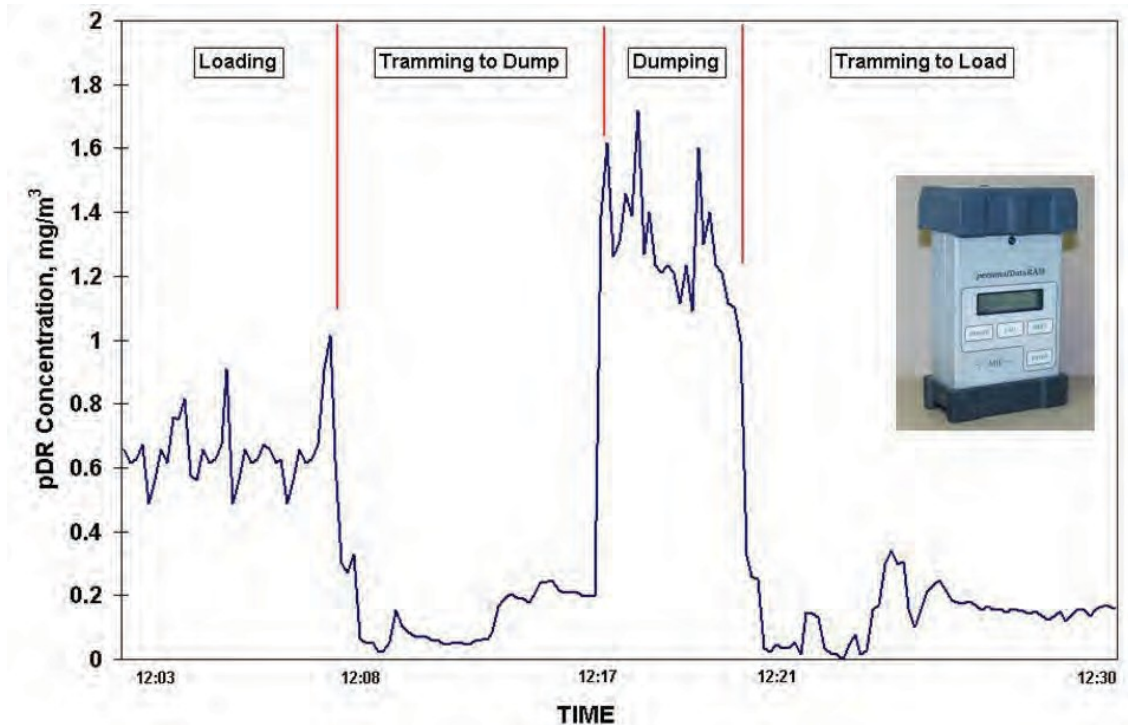 2
1.8
1.6
1.4
1.2
1
0.8
0.6
0.4
0.2
0
pDR Concentration, mg/m³
Loading
Tramming to Dump
Dumping
Tramming to Load
personalDataRAM
ENTER
12:03
12:08
12:17
12:21
12:30
TIME